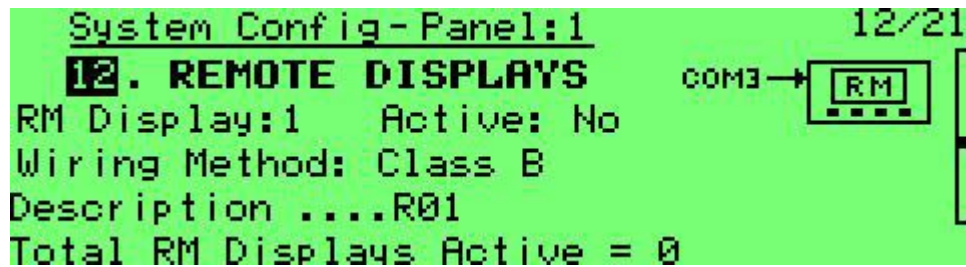 System Config-Panel:1 12/21
12. REMOTE DISPLAYS COM3→ RM
RM Display:1 Active: No
Wiring Method: Class B
Description ....R01
Total RM Displays Active = 0